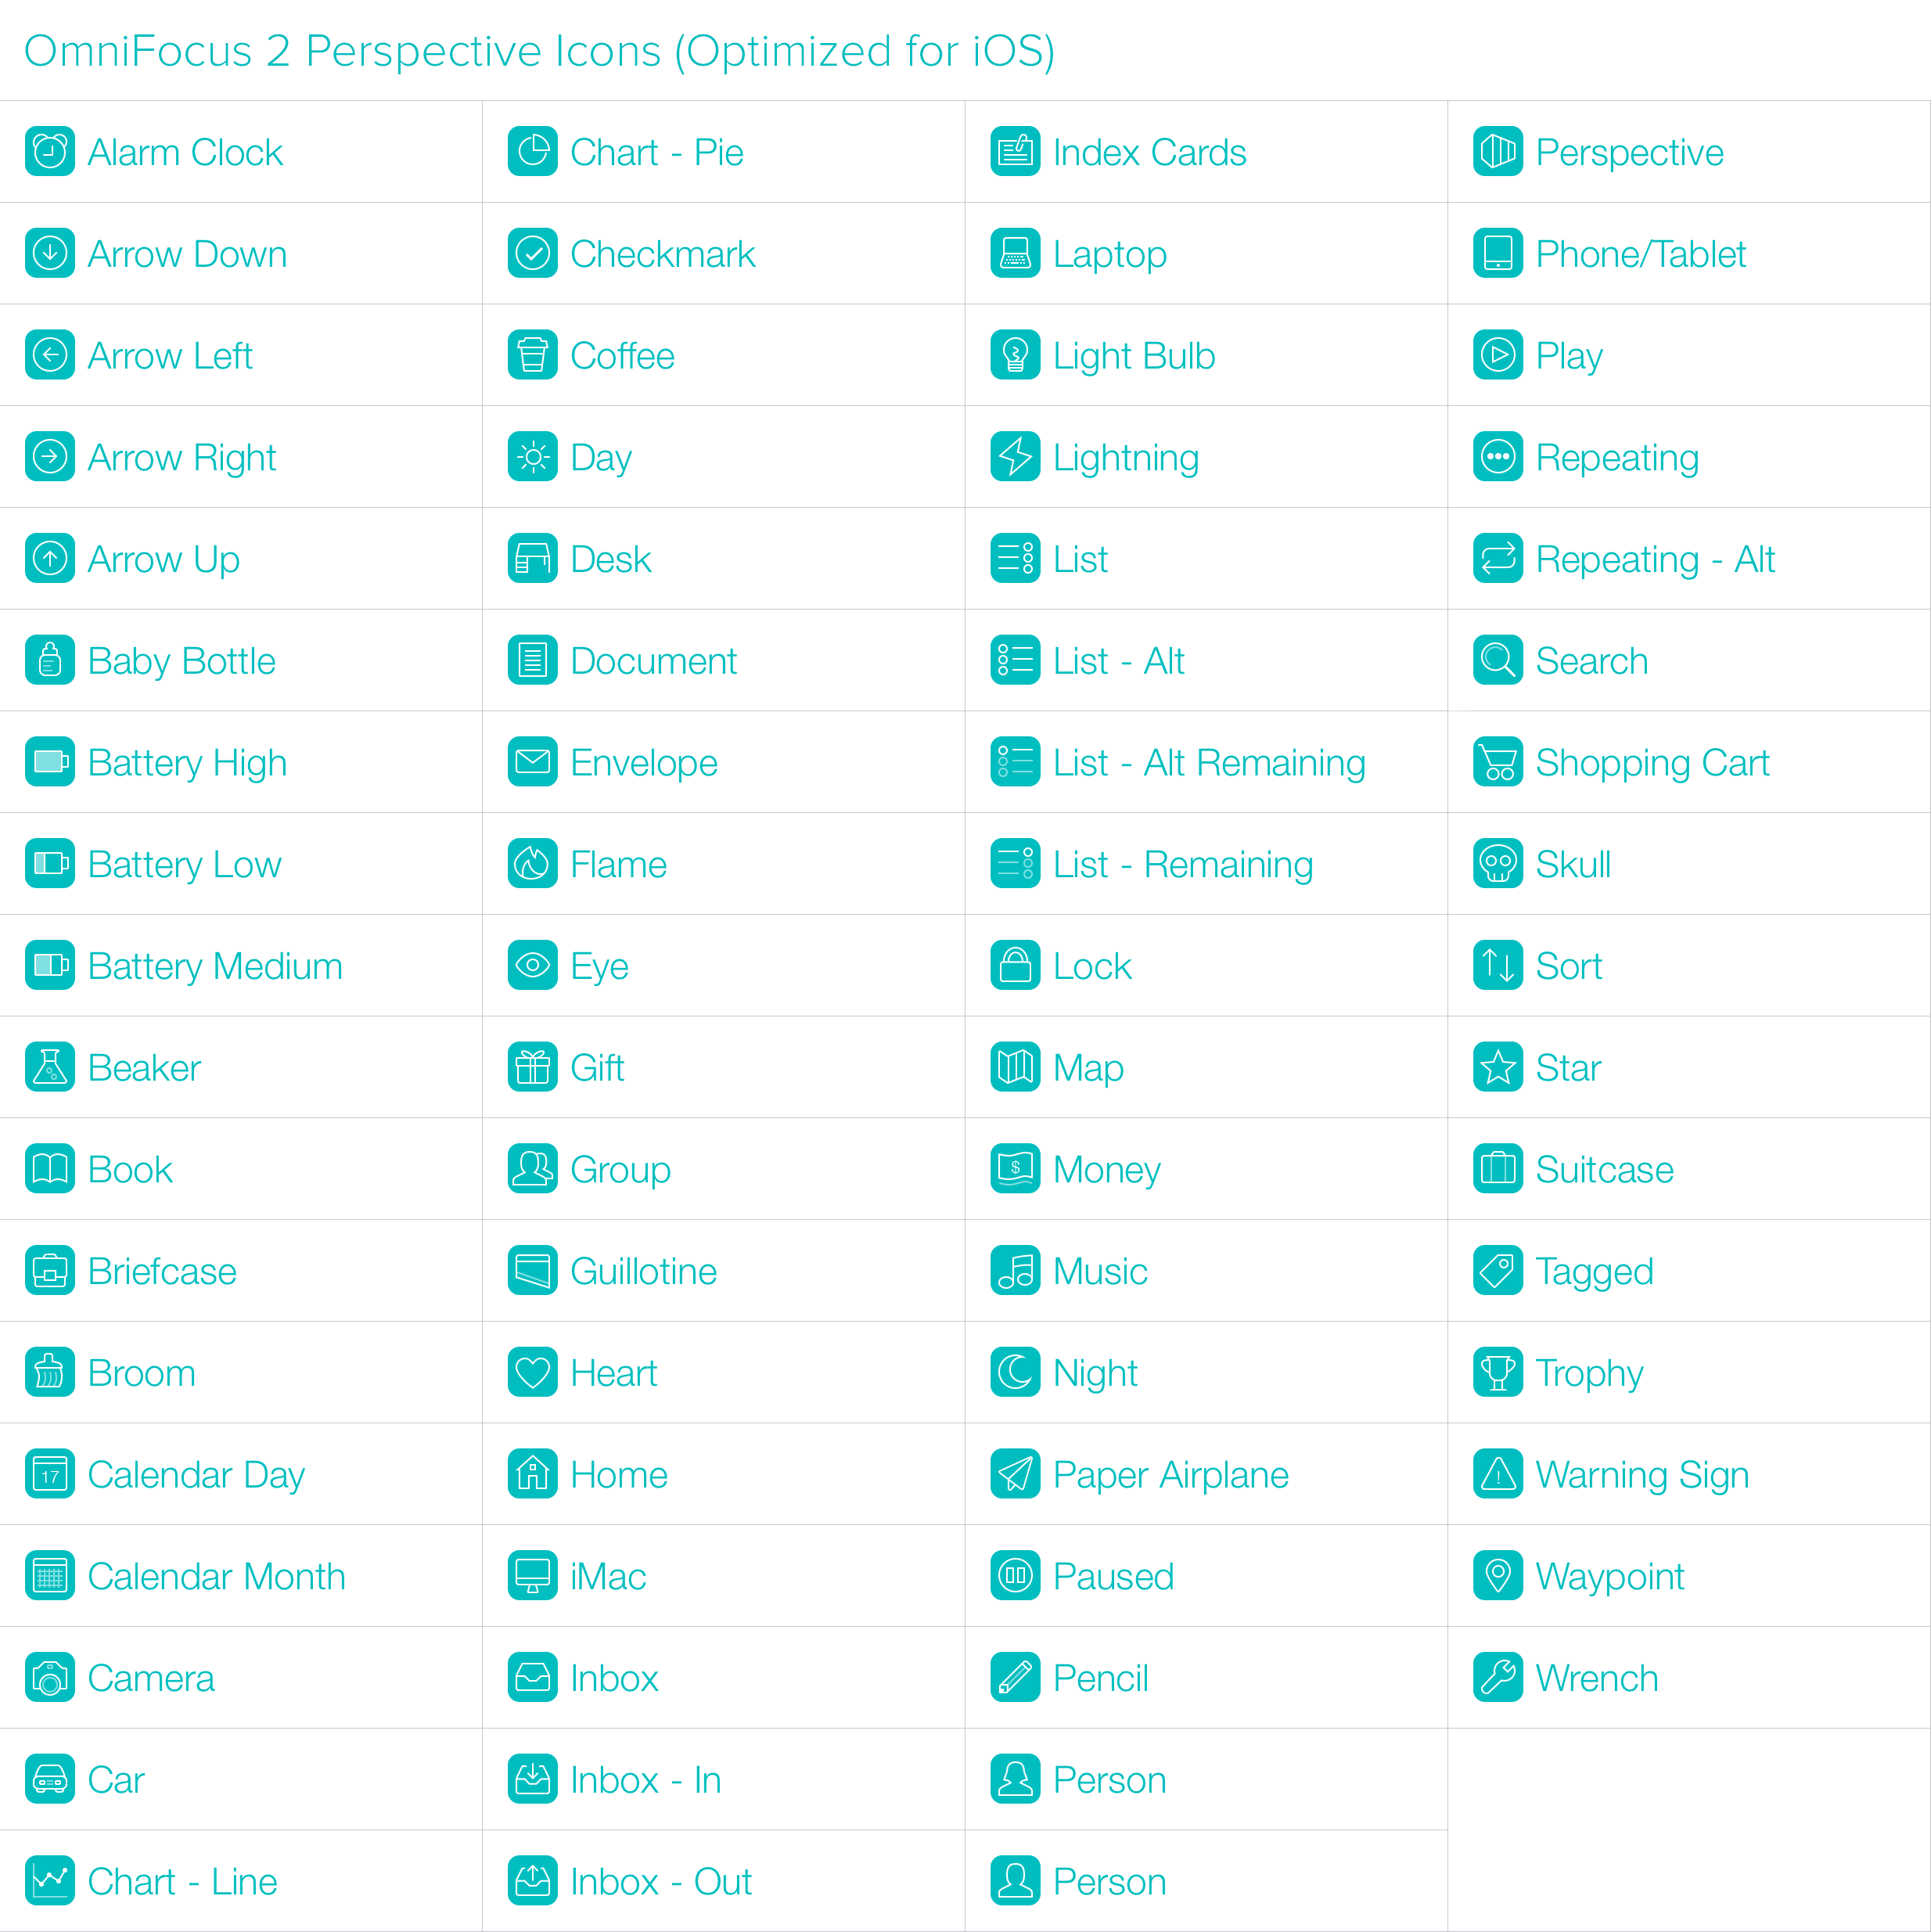 OmniFocus 2 Perspective Icons (Optimized for iOS)
Alarm Clock
Arrow Down
Arrow Left
Arrow Right
Arrow Up
Baby Bottle
Battery High
Battery Low
Battery Medium
Beaker
Book
Briefcase
Broom
17
Calendar Day
Calendar Month
Camera
Car
Chart - Line
Chart - Pie
Checkmark
Coffee
Day
Desk
Document
Envelope
Flame
Eye
Gift
Group
Guillotine
Heart
Home
iMac
Inbox
Inbox - In
Inbox - Out
Index Cards
Laptop
Light Bulb
Lightning
List
List - Alt
List - Alt Remaining
List - Remaining
Lock
Map
$
Money
Music
Night
Paper Airplane
Paused
Pencil
Person
Person
Perspective
Phone/Tablet
Play
Repeating
Repeating - Alt
Search
Shopping Cart
Skull
Sort
Star
Suitcase
Tagged
Trophy
!
Warning Sign
Waypoint
Wrench